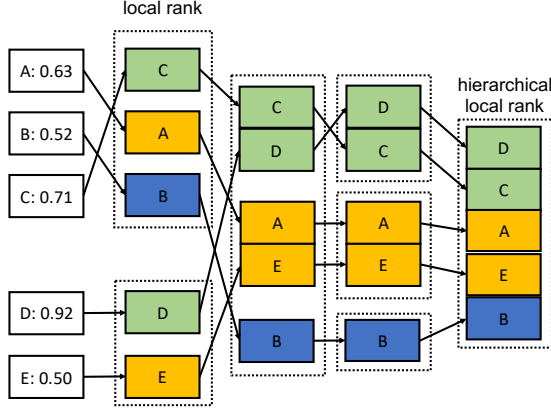 local rank
A: 0.63
B: 0.52
C: 0.71
D: 0.92
E: 0.50
C
A
B
D
E
C
D
A
E
B
D
C
A
E
B
hierarchical
local rank
D
C
A
E
B